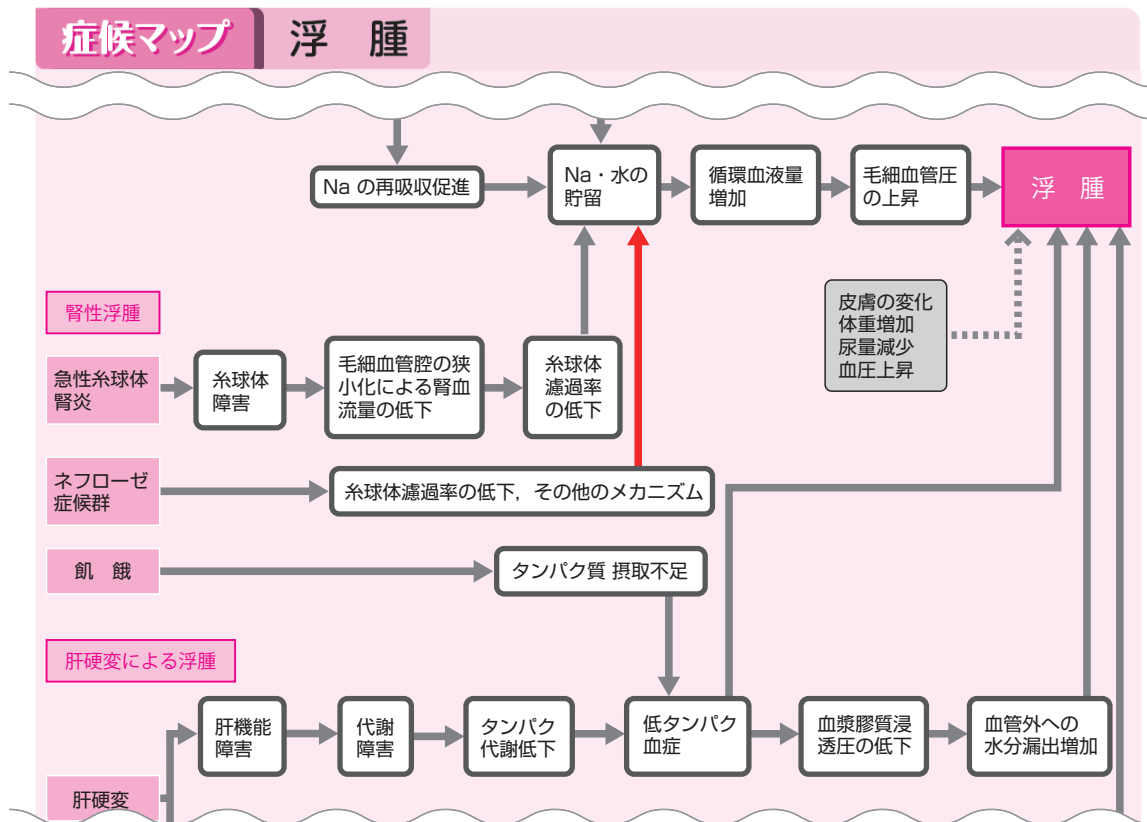 症候マップ
浮 腫
Na の再吸収促進
Na・水の
貯留
循環血液量
増加
毛細血管圧
の上昇
浮 腫
皮膚の変化
体重増加
尿量減少
血圧上昇
腎性浮腫
急性糸球体
腎炎
糸球体
障害
毛細血管腔の狭
小化による腎血
流量の低下
糸球体
濾過率
の低下
ネフローゼ
症候群
糸球体濾過率の低下，その他のメカニズム
飢 餓
タンパク質 摂取不足
肝硬変による浮腫
肝硬変
肝機能
障害
代謝
障害
タンパク
代謝低下
低タンパク
血症
血漿膠質浸
透圧の低下
血管外への
水分漏出増加